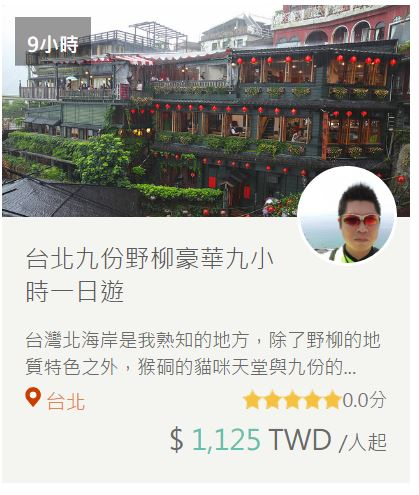 9小時
台北九份野柳豪華九小
時一日遊
台灣北海岸是我熟知的地方，除了野柳的地
質特色之外，猴硐的貓咪天堂與九份的...
台北
0.0分
$ 1,125 TWD /人起